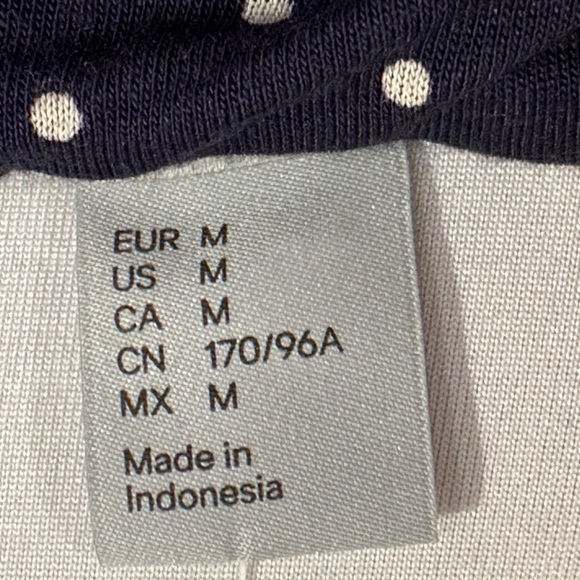 EUR M
US M
CA M
CN 170/96A
MX M
Made in
Indonesia